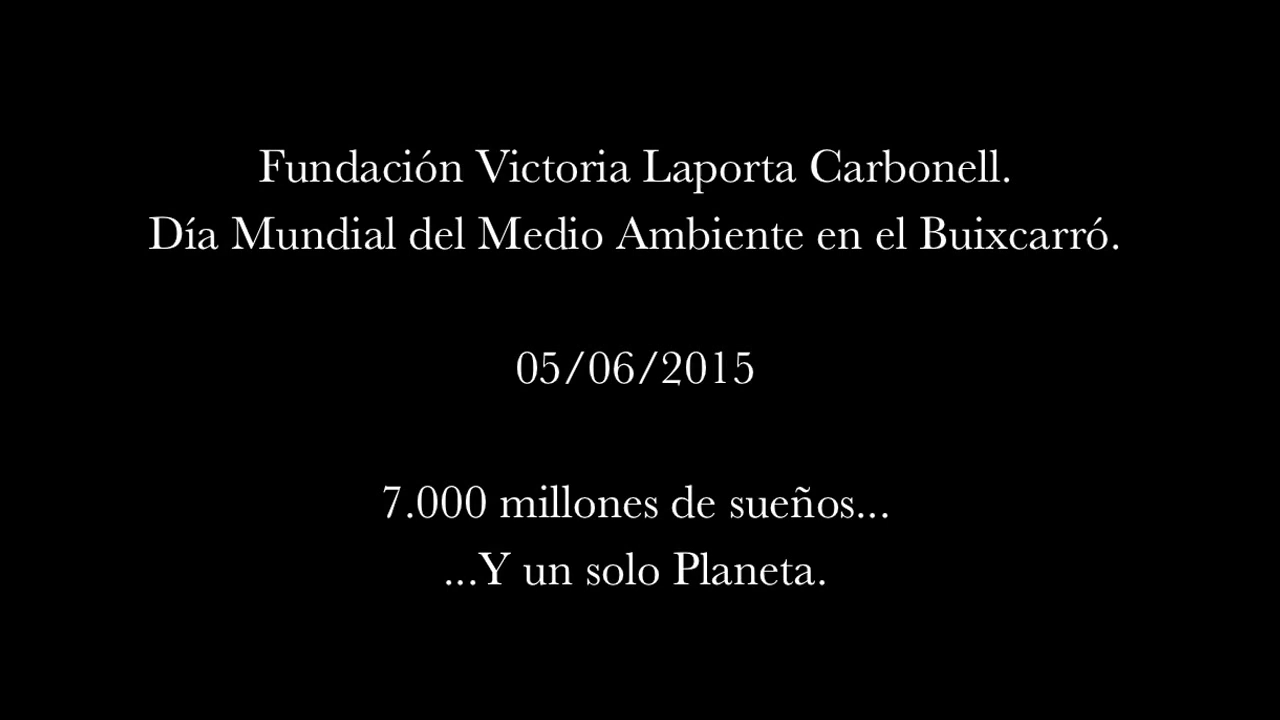 Fundación Victoria Laporta Carbonell.
Día Mundial del Medio Ambiente en el Buixcarró.
05/06/2015
7.000 millones de sueños...
...Y un solo Planeta.